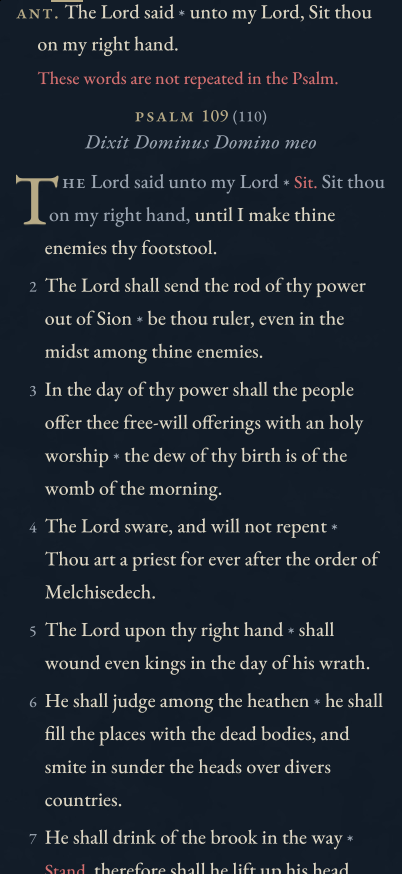 ANT. The Lord said * unto my Lord, Sit thou
on my right hand.
These words are not repeated in the Psalm.
PSALM 109 (110)
Dixit Dominus Domino meo
THE Lord said unto my Lord * Sit. Sit thou
on my right hand, until I make thine
enemies thy footstool.
2 The Lord shall send the rod of thy power
out of Sion * be thou ruler, even in the
midst among thine enemies.
3 In the day of thy power shall the people
offer thee free-will offerings with an holy
worship * the dew of thy birth is of the
womb of the morning.
4 The Lord sware, and will not repent *
Thou art a priest for ever after the order of
Melchisedech.
5 The Lord upon thy right hand * shall
wound even kings in the day of his wrath.
6 He shall judge among the heathen * he shall
fill the places with the dead bodies, and
smite in sunder the heads over divers
countries.
7 He shall drink of the brook in the way *
Stand. therefore shall he lift up his head.